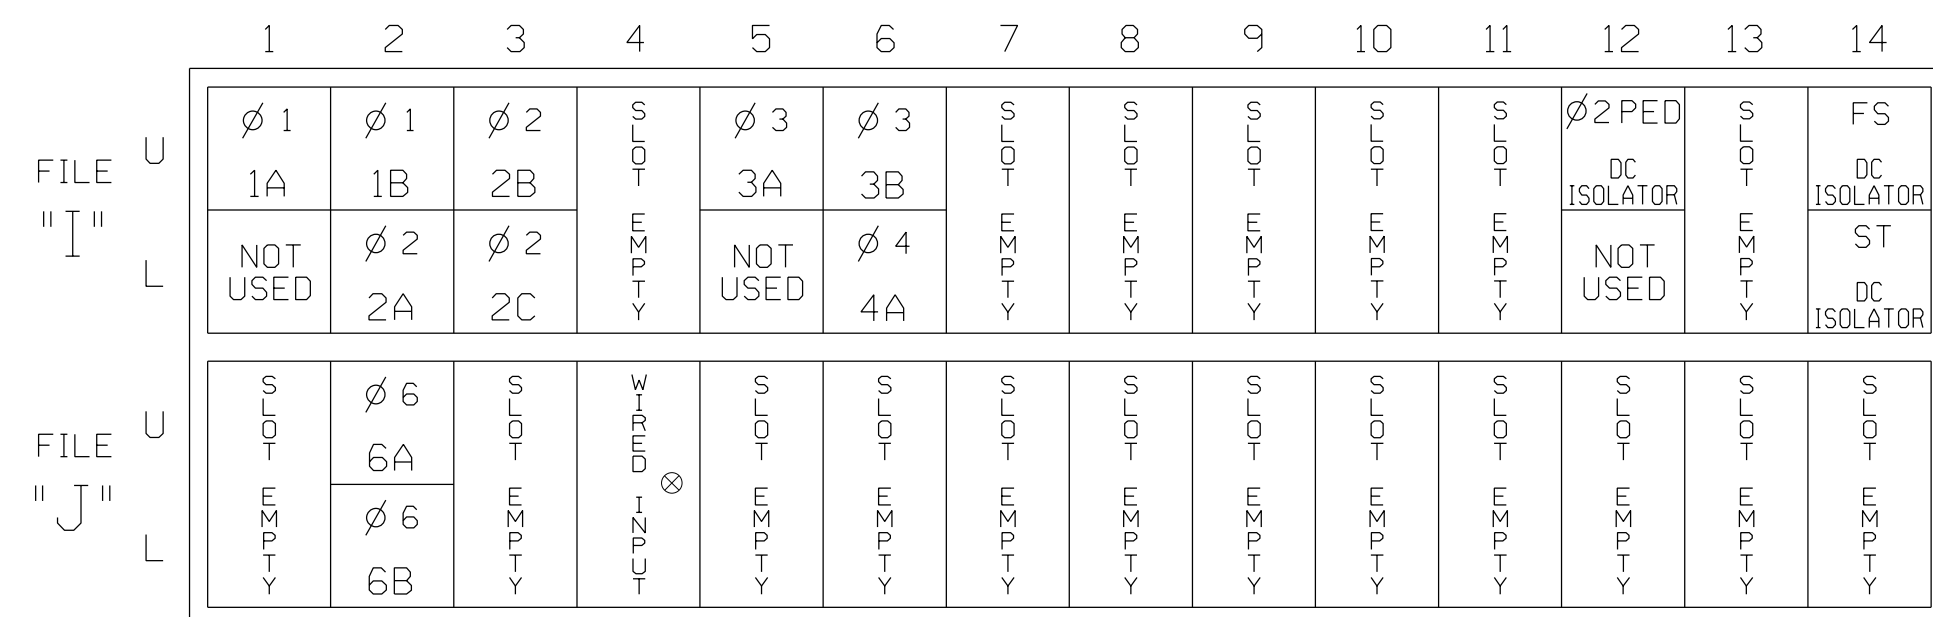 1 2 3 4 5 6 7 8 9 10 11 12 13 14
FILE "I"
U
L
Ø 1 1A
NOT USED
Ø 1 1B
Ø 2 2A
Ø 2 2B
Ø 2 2C
SLOT EMPTY
Ø 3 3A
NOT USED
Ø 3 3B
Ø 4 4A
SLOT EMPTY
SLOT EMPTY
SLOT EMPTY
SLOT EMPTY
SLOT EMPTY
Ø2 PED
DC
ISOLATOR
NOT USED
SLOT EMPTY
FS
DC
ISOLATOR
ST
DC
ISOLATOR
FILE "J"
U
L
SLOT EMPTY
Ø 6 6A
Ø 6 6B
SLOT EMPTY
WIRED INPUT ⊗
SLOT EMPTY
SLOT EMPTY
SLOT EMPTY
SLOT EMPTY
SLOT EMPTY
SLOT EMPTY
SLOT EMPTY
SLOT EMPTY
SLOT EMPTY
SLOT EMPTY